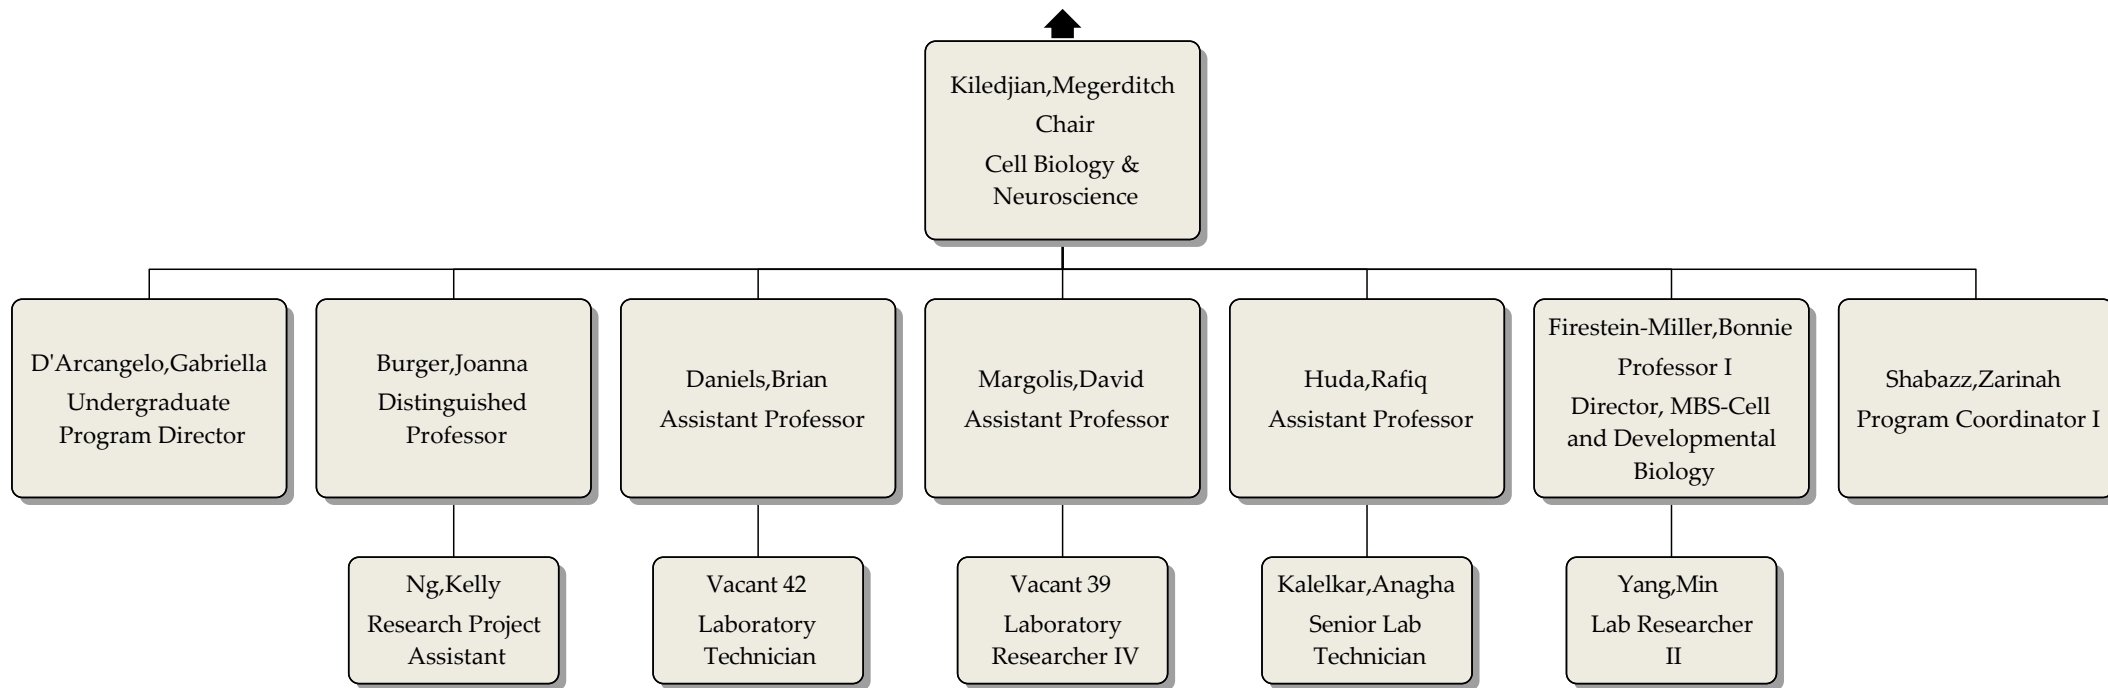 Kiledjian,Megerditch
Chair
Cell Biology &
Neuroscience
D'Arcangelo,Gabriella
Undergraduate
Program Director
Burger,Joanna
Distinguished
Professor
Daniels,Brian
Assistant Professor
Margolis,David
Assistant Professor
Huda,Rafiq
Assistant Professor
Firestein-Miller,Bonnie
Professor I
Director, MBS-Cell
and Developmental
Biology
Shabazz,Zarinah
Program Coordinator I
Ng,Kelly
Research Project
Assistant
Vacant 42
Laboratory
Technician
Vacant 39
Laboratory
Researcher IV
Kalelkar,Anagha
Senior Lab
Technician
Yang,Min
Lab Researcher
II